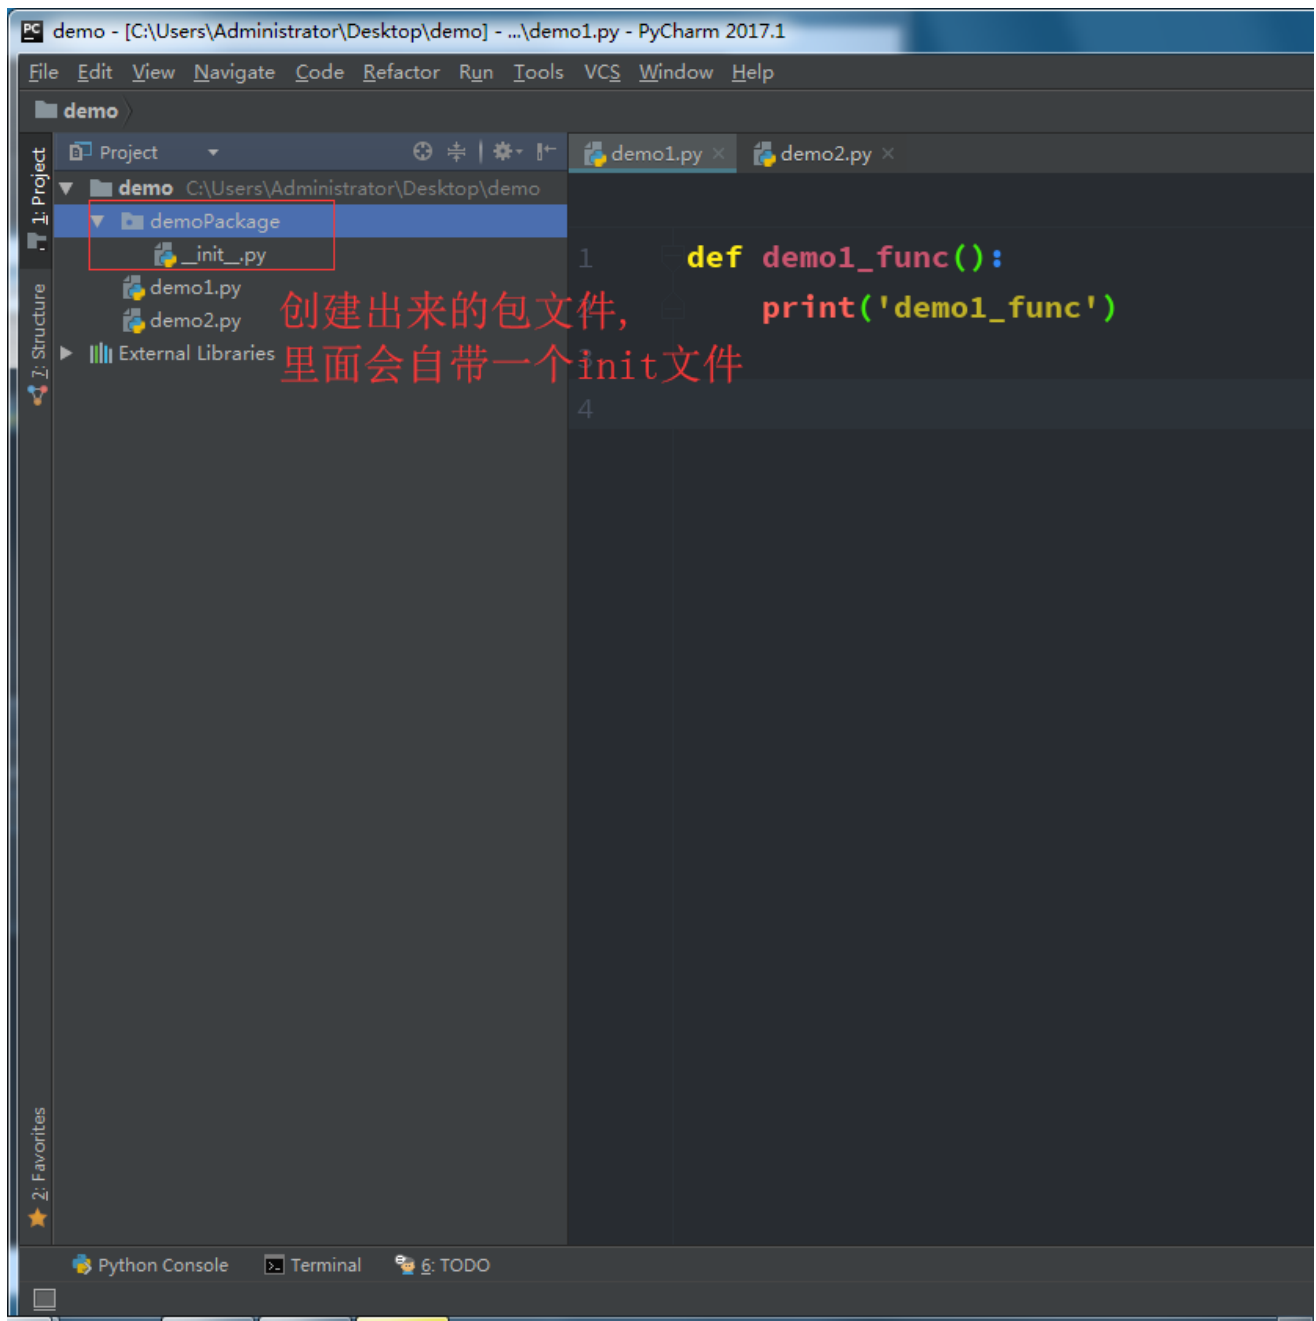 demo - [C:\Users\Administrator\Desktop\demo] - ...\demo1.py - PyCharm 2017.1
File Edit View Navigate Code Refactor Run Tools VCS Window Help
demo
Project
demo1.py
demo2.py
1: Project
demo C:\Users\Administrator\Desktop\demo
demoPackage
__init__.py
demo1.py
demo2.py
External Libraries
创建出来的包文件,
里面会自带一个init文件
7: Structure
2: Favorites
1 def demo1_func():
print('demo1_func')
4
Python Console Terminal 6: TODO